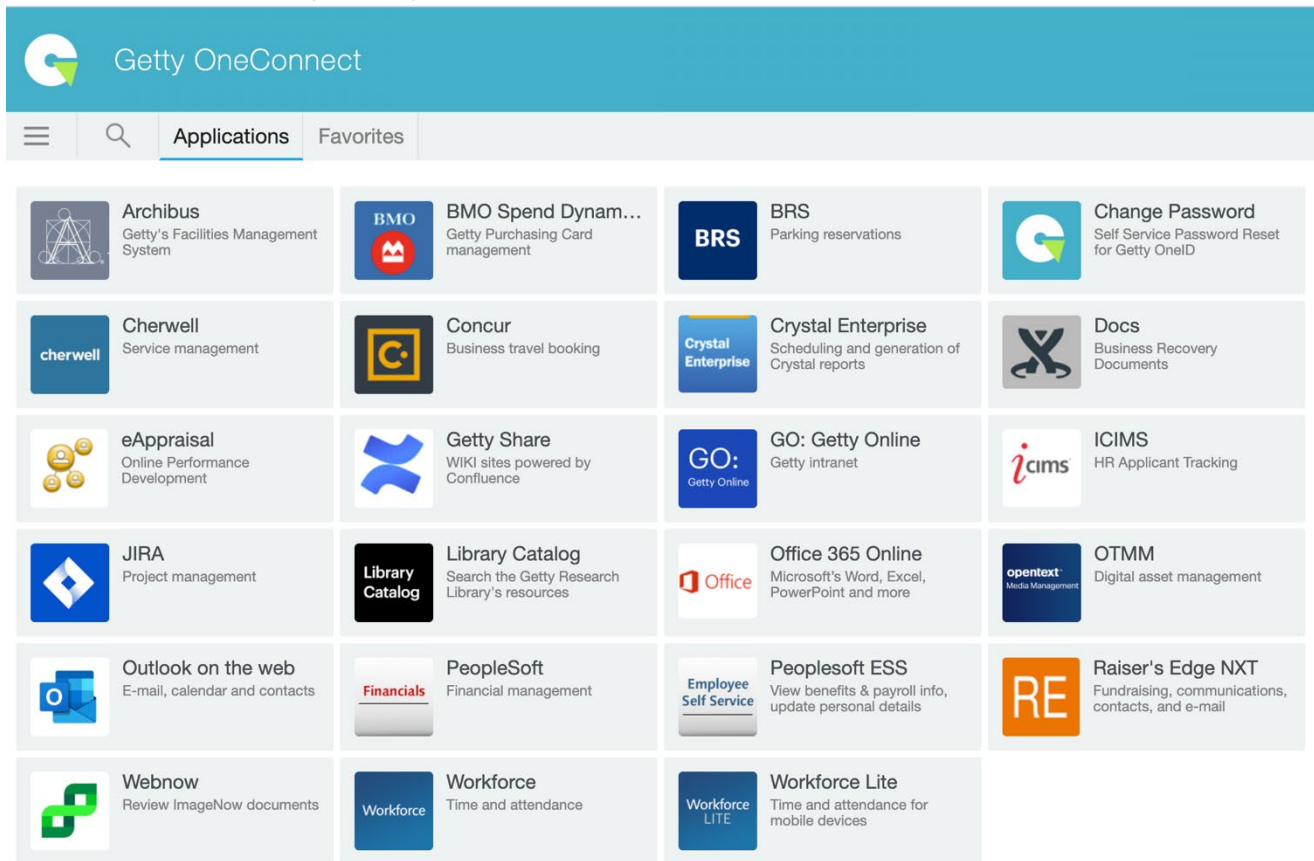 Getty OneConnect
Applications Favorites
Archibus
Getty's Facilities Management
System
BMO
BMO Spend Dynam...
Getty Purchasing Card
management
BRS
BRS
Parking reservations
Change Password
Self Service Password Reset
for Getty OneID
cherwell
Cherwell
Service management
C
Concur
Business travel booking
Crystal
Enterprise
Crystal Enterprise
Scheduling and generation of
Crystal reports
Docs
Business Recovery
Documents
eAppraisal
Online Performance
Development
Getty Share
WIKI sites powered by
Confluence
GO:
Getty Online
GO: Getty Online
Getty intranet
icims
ICIMS
HR Applicant Tracking
JIRA
Project management
Library
Catalog
Library Catalog
Search the Getty Research
Library's resources
Office
Office 365 Online
Microsoft's Word, Excel,
PowerPoint and more
opentext™
Media Management
OTMM
Digital asset management
O
Outlook on the web
E-mail, calendar and contacts
Financials
PeopleSoft
Financial management
Employee
Self Service
Peoplesoft ESS
View benefits & payroll info,
update personal details
RE
Raiser's Edge NXT
Fundraising, communications,
contacts, and e-mail
Webnow
Review ImageNow documents
Workforce
Workforce
Time and attendance
Workforce
LITE
Workforce Lite
Time and attendance for
mobile devices